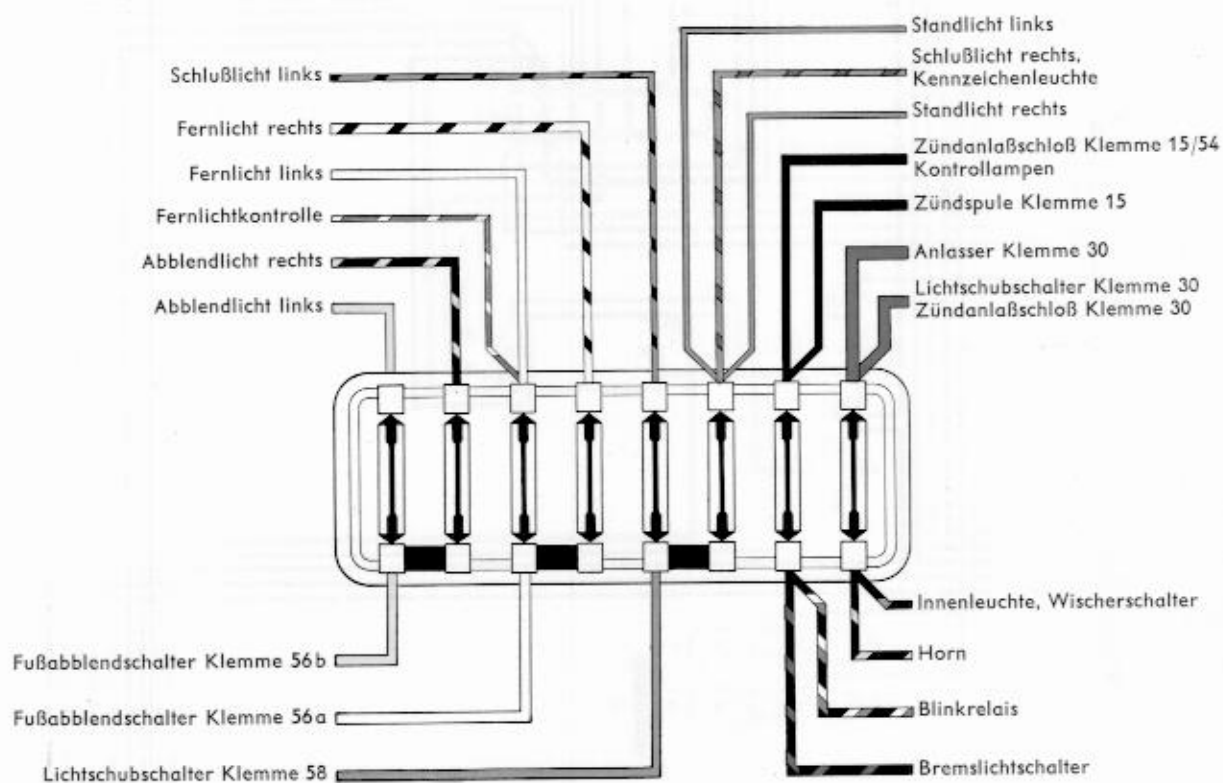 Schlußlicht links
Fernlicht rechts
Fernlicht links
Fernlichtkontrolle
Abblendlicht rechts
Abblendlicht links
Standlicht links
Schlußlicht rechts,
Kennzeichenleuchte
Standlicht rechts
Zündanlaßschloß Klemme 15/54
Kontrollampen
Zündspule Klemme 15
Anlasser Klemme 30
Lichtschubschalter Klemme 30
Zündanlaßschloß Klemme 30
Fußabblendschalter Klemme 56b
Fußabblendschalter Klemme 56a
Lichtschubschalter Klemme 58
Innenleuchte, Wischerschalter
Horn
Blinkrelais
Bremslichtschalter